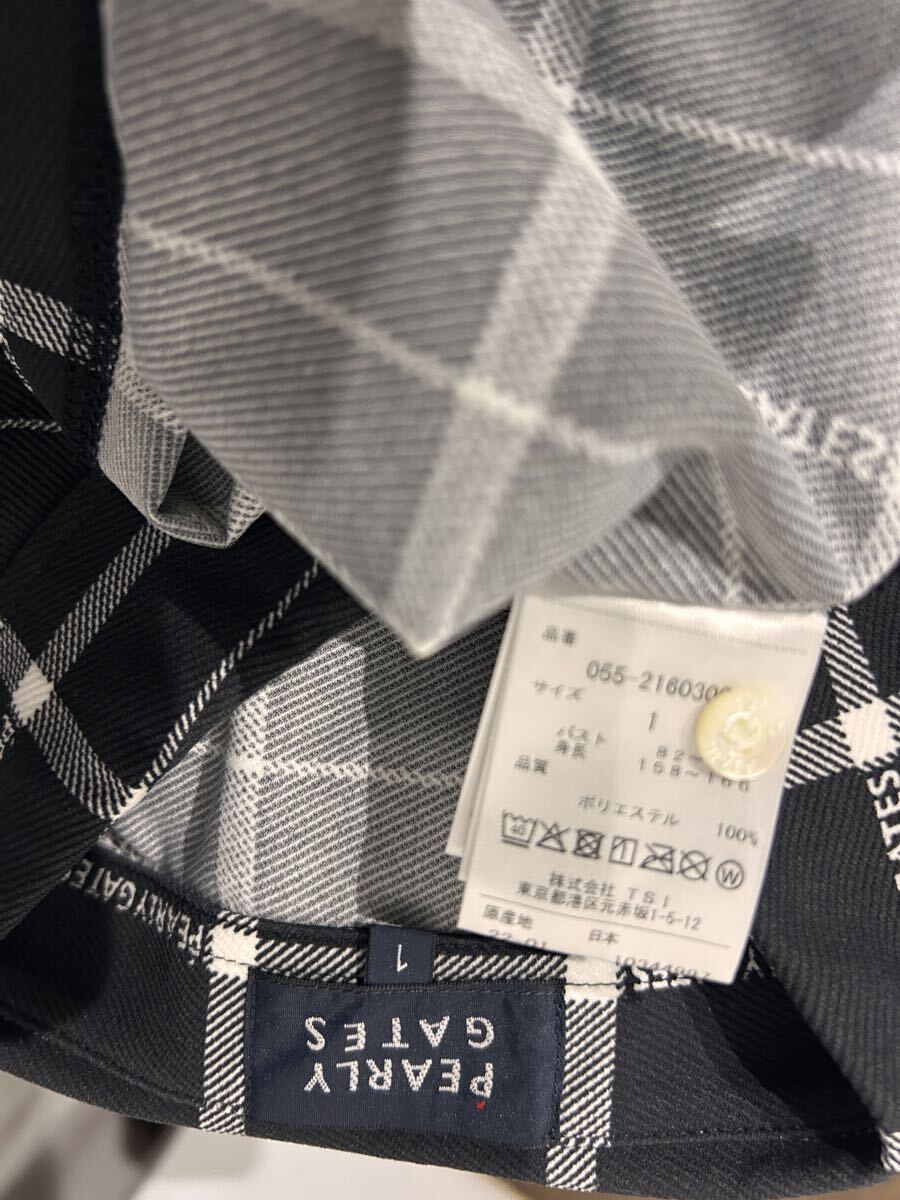 品番
055-216030
サイズ
1
バスト
82~
身長
158~166
品質
ポリエステル 100%
40
W
株式会社 TSI
東京都港区元赤坂1-5-12
原産地 日本
PEARLY GATES
1
PEARLY
GATES
GATES